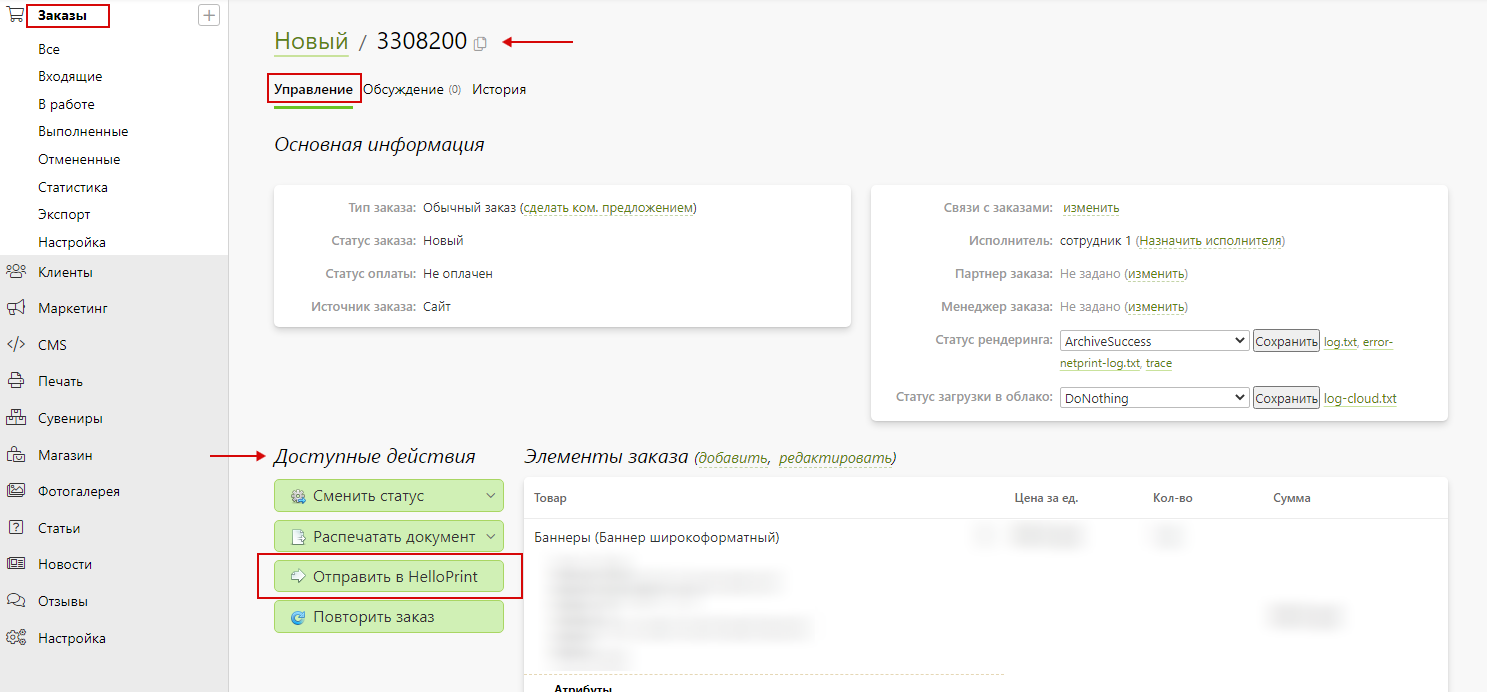 Заказы
Все
Входящие
В работе
Выполненные
Отмененные
Статистика
Экспорт
Настройка
Клиенты
Маркетинг
CMS
Печать
Сувениры
Магазин
Фотогалерея
Статьи
Новости
Отзывы
Настройка
Новый / 3308200
Управление Обсуждение (0) История
Основная информация
Тип заказа: Обычный заказ (сделать ком. предложением)
Статус заказа: Новый
Статус оплаты: Не оплачен
Источник заказа: Сайт
Связи с заказами: изменить
Исполнитель: сотрудник 1 (Назначить исполнителя)
Партнер заказа: Не задано (изменить)
Менеджер заказа: Не задано (изменить)
Статус рендеринга: ArchiveSuccess Сохранить log.txt, error-
netprint-log.txt, trace
Статус загрузки в облако: DoNothing Сохранить log-cloud.txt
Доступные действия
Сменить статус
Распечатать документ
Отправить в HelloPrint
Повторить заказ
Элементы заказа (добавить, редактировать)
Товар Цена за ед. Кол-во Сумма
Баннеры (Баннер широкоформатный)
Атрибуты